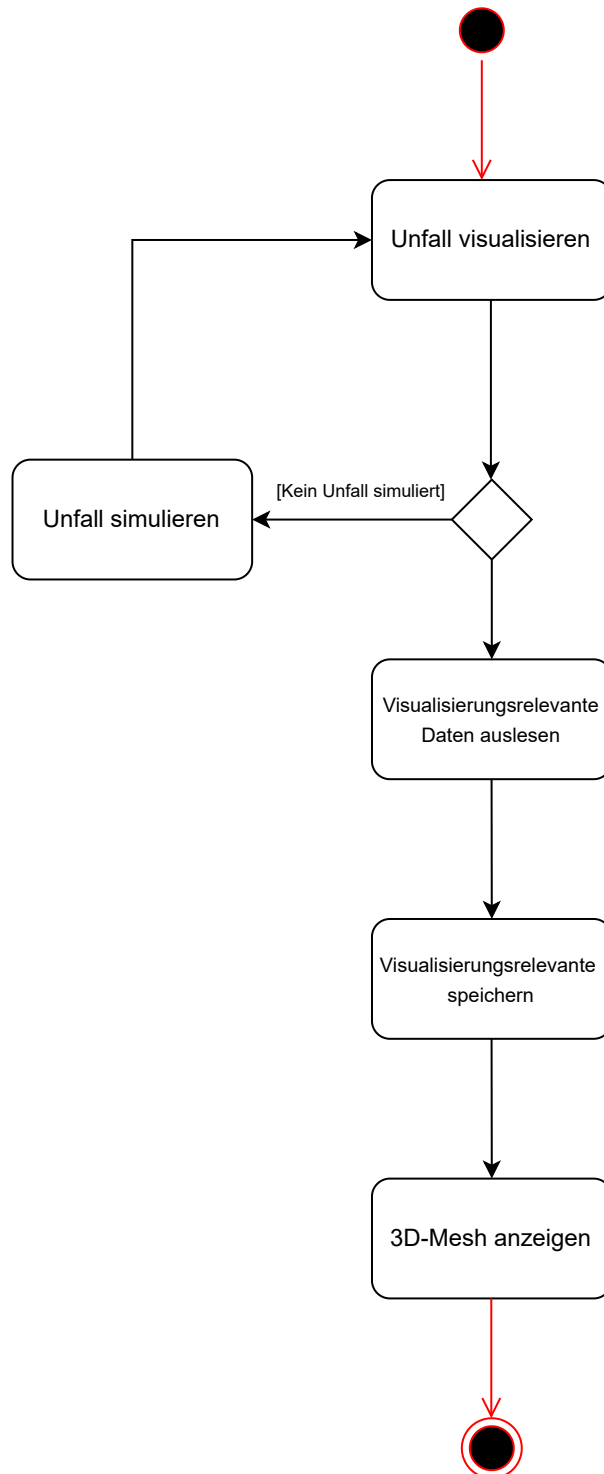 Unfall visualisieren
[Kein Unfall simuliert]
Unfall simulieren
Visualisierungsrelevante
Daten auslesen
Visualisierungsrelevante
speichern
3D-Mesh anzeigen